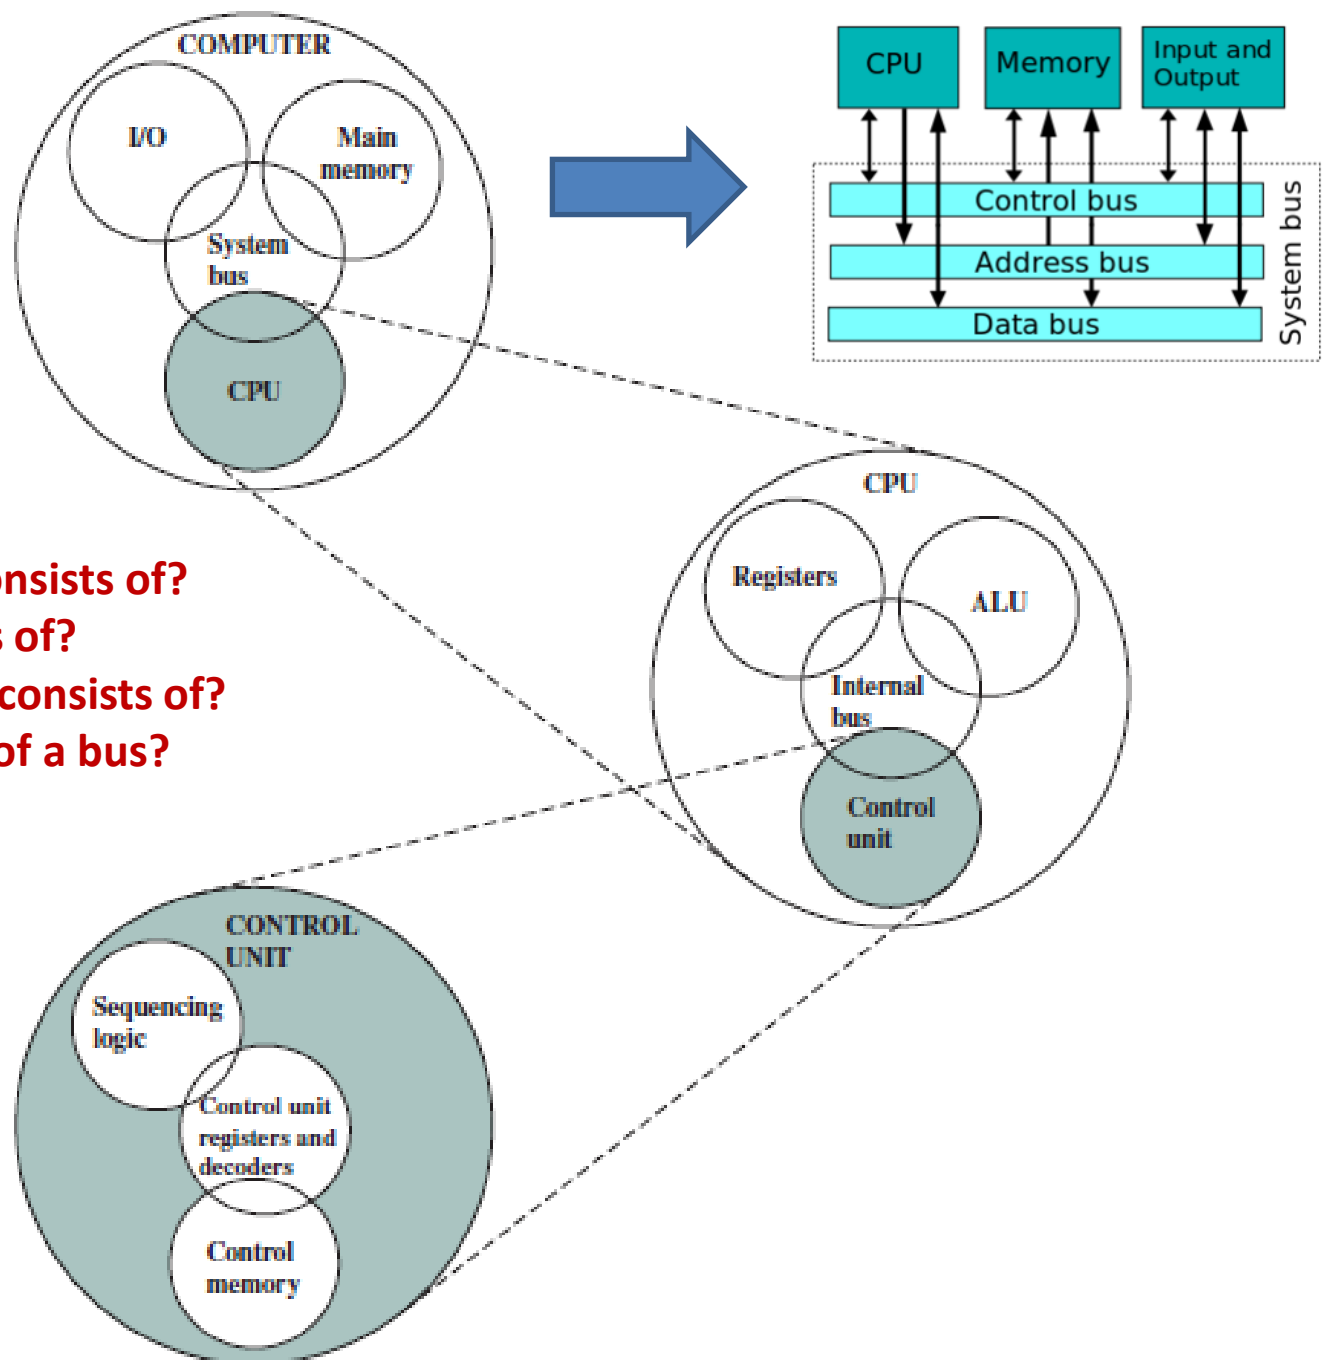 COMPUTER
I/O
Main
memory
System
bus
CPU
CPU
Memory
Input and
Output
Control bus
Address bus
Data bus
System bus
onsists of?
s of?
consists of?
of a bus?
CPU
Registers
ALU
Internal
bus
Control
unit
CONTROL
UNIT
Sequencing
logic
Control unit
registers and
decoders
Control
memory